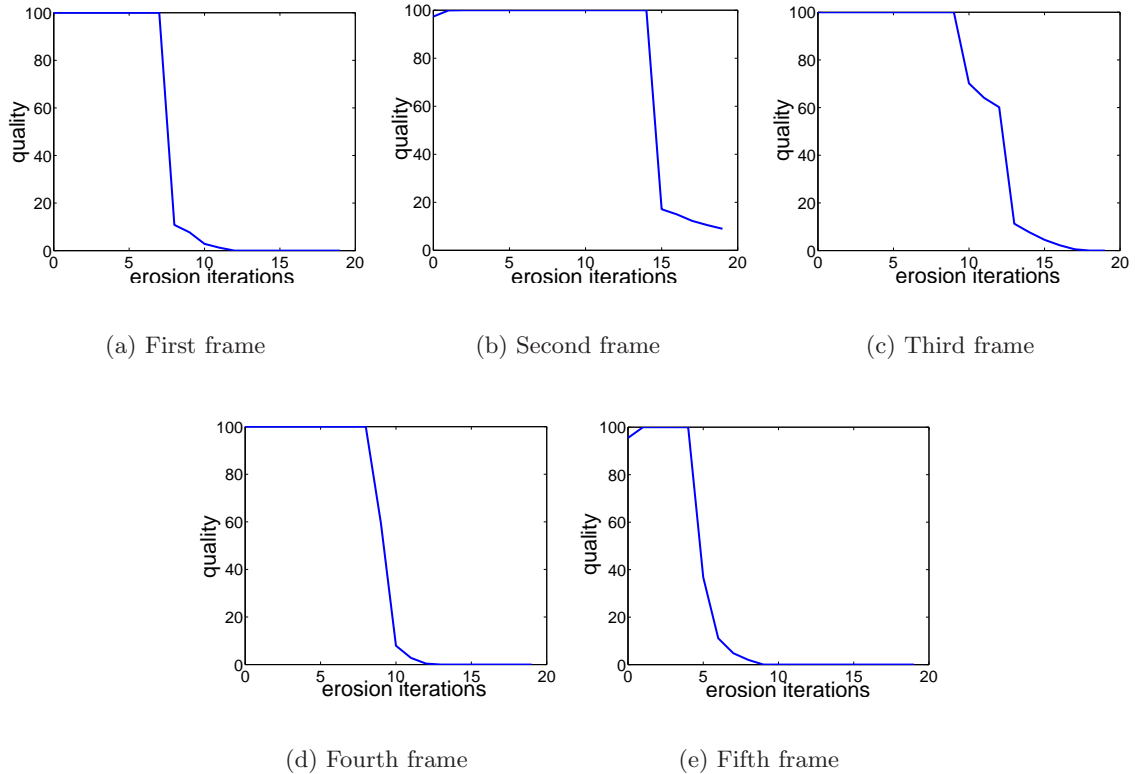 100
80
60
40
20
0
quality
0 5 10 15 20
erosion iterations
(a) First frame
100
80
60
40
20
0
quality
0 5 10 15 20
erosion iterations
(b) Second frame
100
80
60
40
20
0
quality
0 5 10 15 20
erosion iterations
(c) Third frame
100
80
60
40
20
0
quality
0 5 10 15 20
erosion iterations
(d) Fourth frame
100
80
60
40
20
0
quality
0 5 10 15 20
erosion iterations
(e) Fifth frame